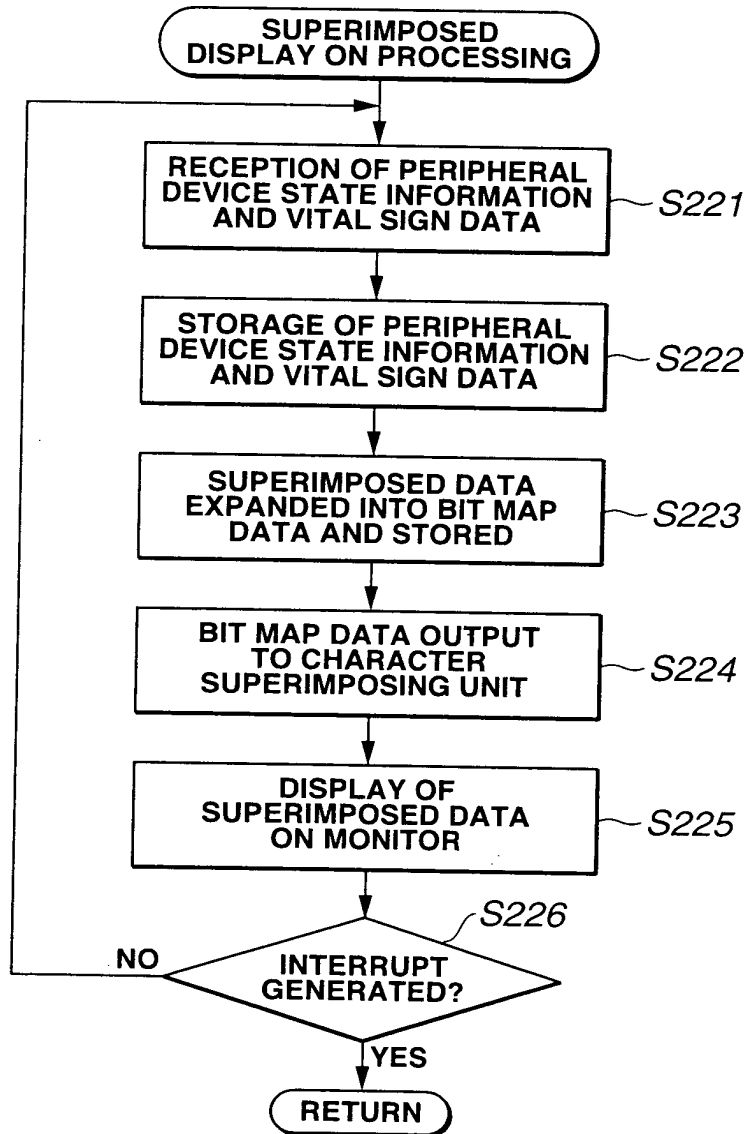 SUPERIMPOSED
DISPLAY ON PROCESSING
RECEPTION OF PERIPHERAL
DEVICE STATE INFORMATION
AND VITAL SIGN DATA
S221
STORAGE OF PERIPHERAL
DEVICE STATE INFORMATION
AND VITAL SIGN DATA
S222
SUPERIMPOSED DATA
EXPANDED INTO BIT MAP
DATA AND STORED
S223
BIT MAP DATA OUTPUT
TO CHARACTER
SUPERIMPOSING UNIT
S224
DISPLAY OF
SUPERIMPOSED DATA
ON MONITOR
S225
S226
NO
INTERRUPT
GENERATED?
YES
RETURN